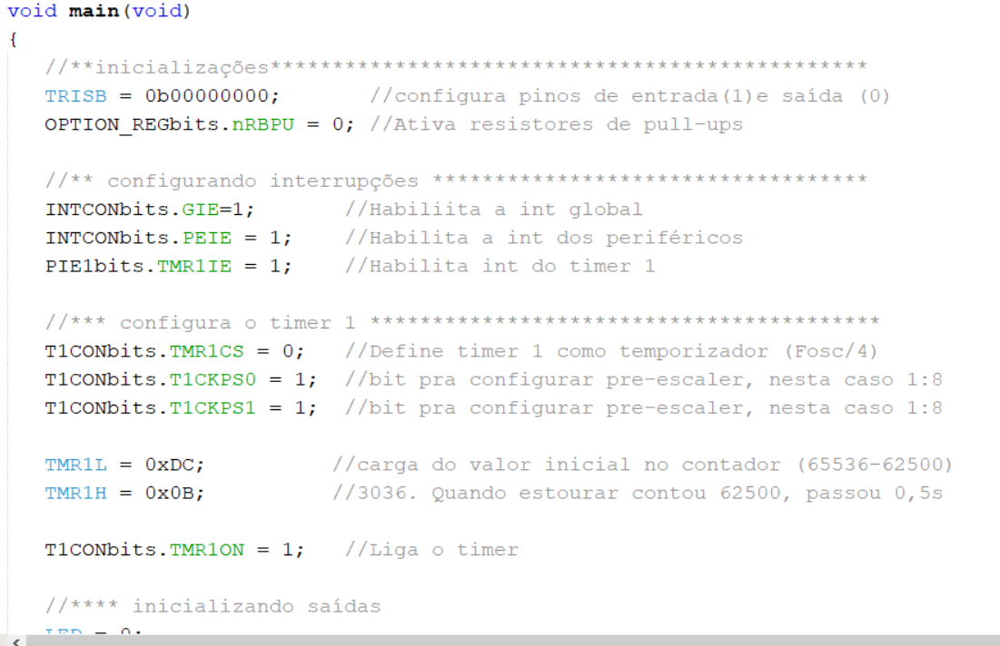 void main(void)
{
//**inicializações************************************************
TRISB = 0b00000000; //configura pinos de entrada(1)e saída (0)
OPTION_REGbits.nRBPU = 0; //Ativa resistores de pull-ups
//** configurando interrupções ***********************************
INTCONbits.GIE=1; //Habiliita a int global
INTCONbits.PEIE = 1; //Habilita a int dos periféricos
PIE1bits.TMR1IE = 1; //Habilita int do timer 1
//*** configura o timer 1 *****************************************
T1CONbits.TMR1CS = 0; //Define timer 1 como temporizador (Fosc/4)
T1CONbits.T1CKPS0 = 1; //bit pra configurar pre-escaler, nesta caso 1:8
T1CONbits.T1CKPS1 = 1; //bit pra configurar pre-escaler, nesta caso 1:8
TMR1L = 0xDC; //carga do valor inicial no contador (65536-62500)
TMR1H = 0x0B; //3036. Quando estourar contou 62500, passou 0,5s
T1CONbits.TMR1ON = 1; //Liga o timer
//**** inicializando saídas
LED = 0;